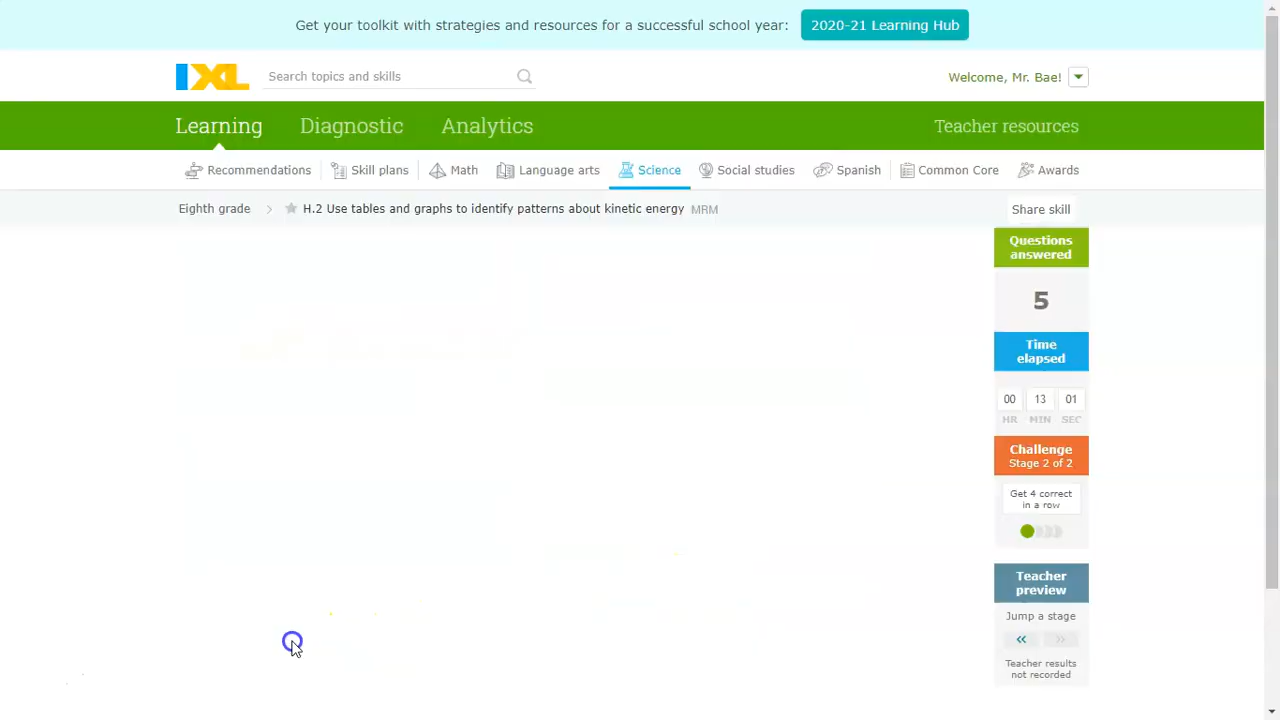 Get your toolkit with strategies and resources for a successful school year: 2020-21 Learning Hub
IXL Search topics and skills Welcome, Mr. Bae!
Learning Diagnostic Analytics Teacher resources
Recommendations Skill plans Math Language arts Science Social studies Spanish Common Core Awards
Eighth grade > H.2 Use tables and graphs to identify patterns about kinetic energy MRM Share skill
Questions
answered
5
Time
elapsed
00 13 01
HR MIN SEC
Challenge
Stage 2 of 2
Get 4 correct
in a row
Teacher
preview
Jump a stage
<< >>
Teacher results
not recorded